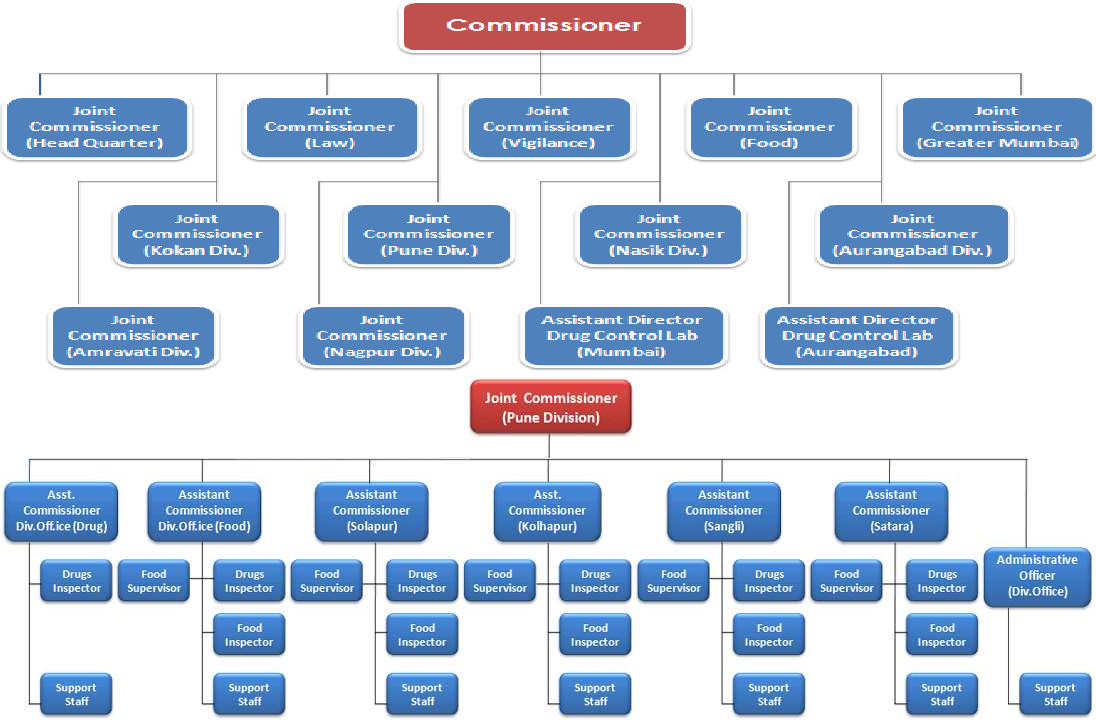 Commissioner
Joint
Commissioner
(Head Quarter)
Joint
Commissioner
(Law)
Joint
Commissioner
(Vigilance)
Joint
Commissioner
(Food)
Joint
Commissioner
(Greater Mumbai)
Joint
Commissioner
(Kokan Div.)
Joint
Commissioner
(Pune Div.)
Joint
Commissioner
(Nasik Div.)
Joint
Commissioner
(Aurangabad Div.)
Joint
Commissioner
(Amravati Div.)
Joint
Commissioner
(Nagpur Div.)
Assistant Director
Drug Control Lab
(Mumbai)
Assistant Director
Drug Control Lab
(Aurangabad)
Joint Commissioner
(Pune Division)
Asst.
Commissioner
Div.Off.ice (Drug)
Assistant
Commissioner
Div.Off.ice (Food)
Assistant
Commissioner
(Solapur)
Asst.
Commissioner
(Kolhapur)
Assistant
Commissioner
(Sangli)
Assistant
Commissioner
(Satara)
Administrative
Officer
(Div.Office)
Drugs
Inspector
Food
Supervisor
Drugs
Inspector
Food
Supervisor
Drugs
Inspector
Food
Supervisor
Drugs
Inspector
Food
Supervisor
Drugs
Inspector
Food
Supervisor
Drugs
Inspector
Food
Inspector
Food
Inspector
Food
Inspector
Food
Inspector
Food
Inspector
Support
Staff
Support
Staff
Support
Staff
Support
Staff
Support
Staff
Support
Staff
Support
Staff